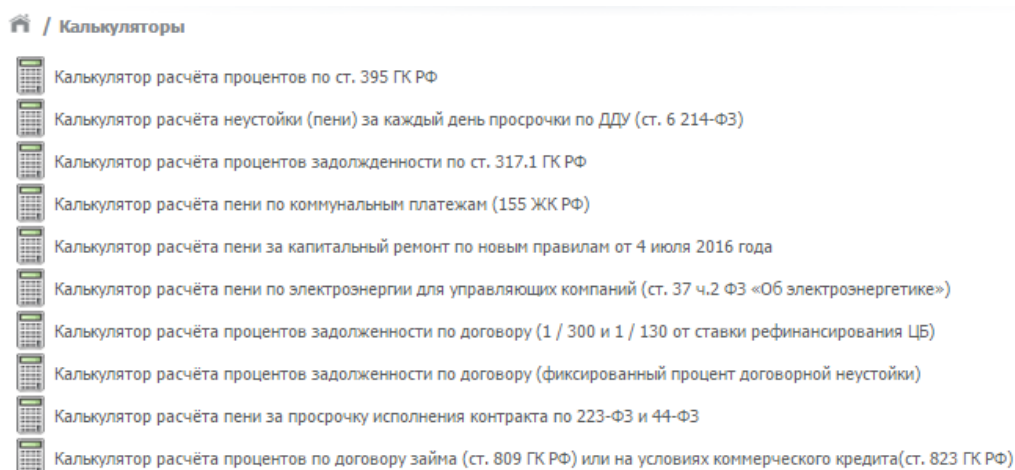 / Калькуляторы
Калькулятор расчёта процентов по ст. 395 ГК РФ
Калькулятор расчёта неустойки (пени) за каждый день просрочки по ДДУ (ст. 6 214-ФЗ)
Калькулятор расчёта процентов задолжденности по ст. 317.1 ГК РФ
Калькулятор расчёта пени по коммунальным платежам (155 ЖК РФ)
Калькулятор расчёта пени за капитальный ремонт по новым правилам от 4 июля 2016 года
Калькулятор расчёта пени по электроэнергии для управляющих компаний (ст. 37 ч.2 ФЗ «Об электроэнергетике»)
Калькулятор расчёта процентов задолженности по договору (1 / 300 и 1 / 130 от ставки рефинансирования ЦБ)
Калькулятор расчёта процентов задолженности по договору (фиксированный процент договорной неустойки)
Калькулятор расчёта пени за просрочку исполнения контракта по 223-ФЗ и 44-ФЗ
Калькулятор расчёта процентов по договору займа (ст. 809 ГК РФ) или на условиях коммерческого кредита(ст. 823 ГК РФ)